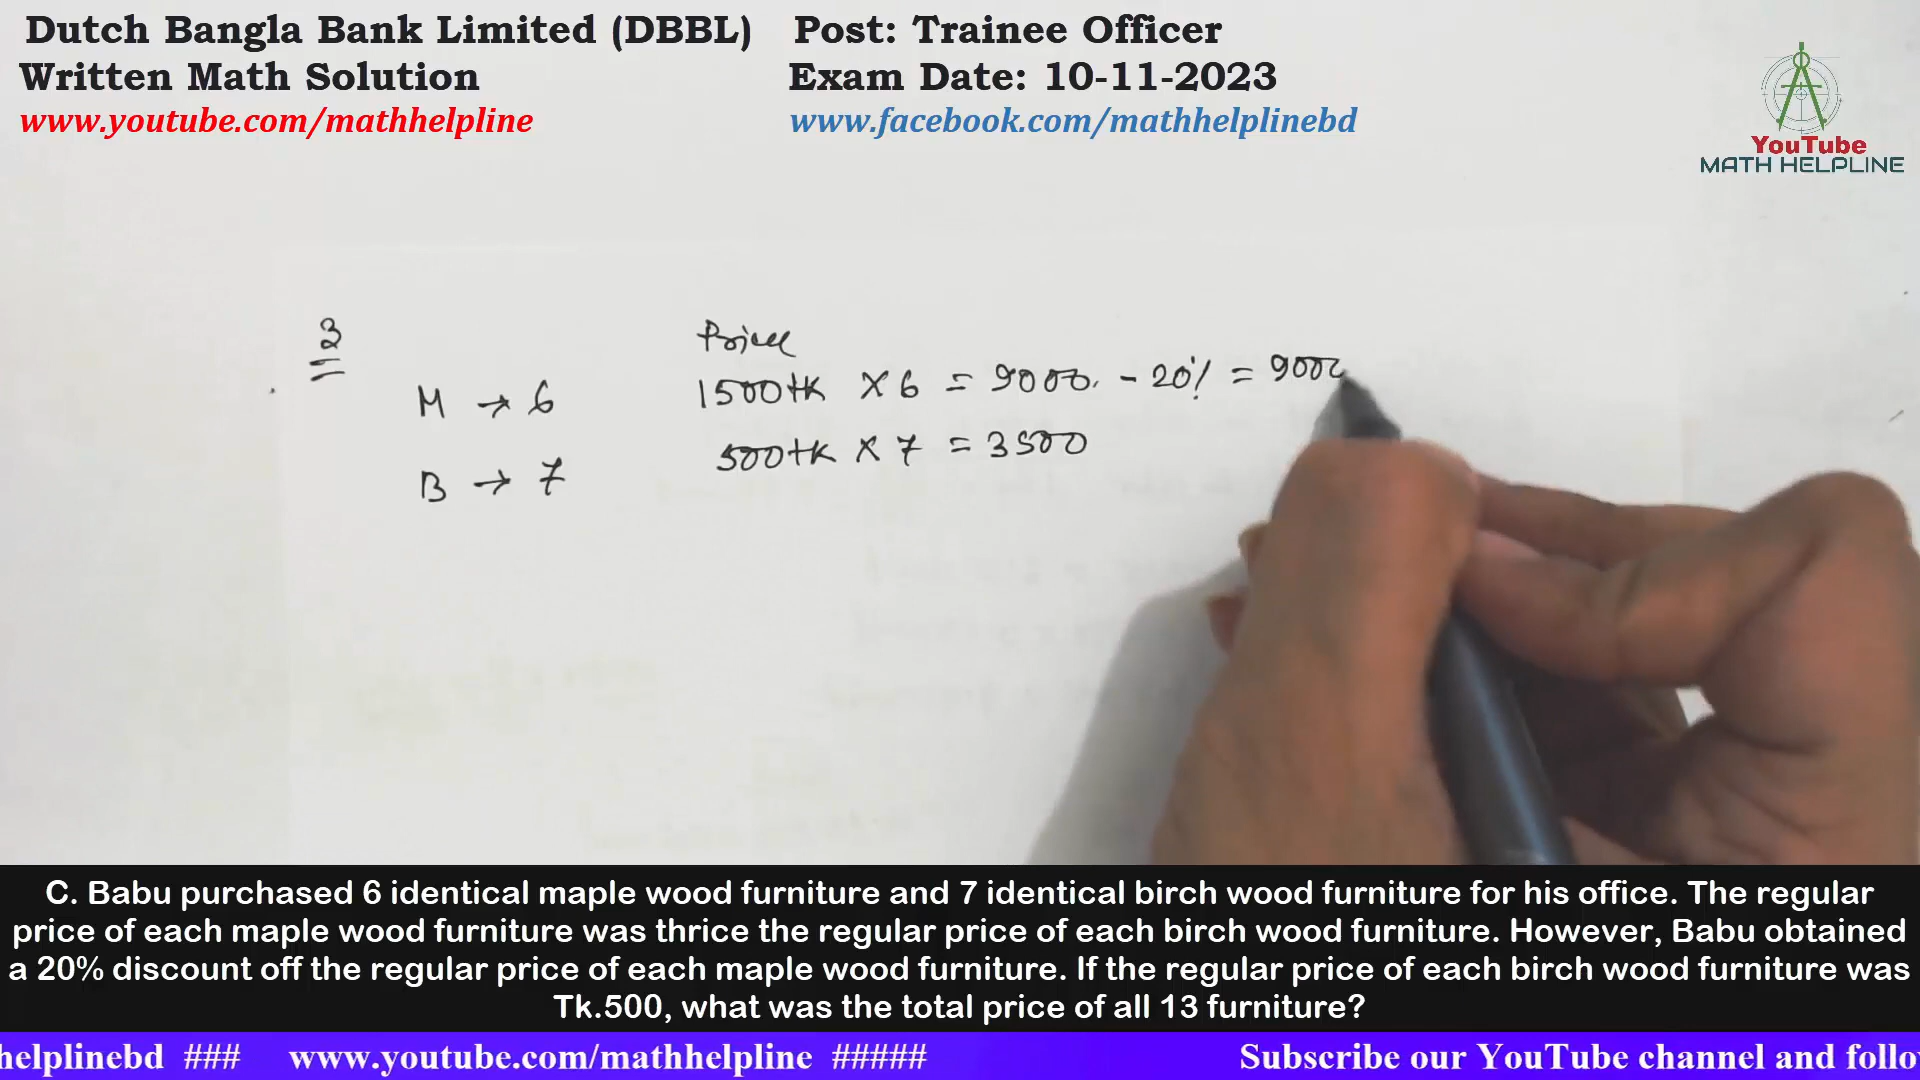 Dutch Bangla Bank Limited (DBBL) Post: Trainee Officer
Written Math Solution Exam Date: 10-11-2023
www.youtube.com/mathhelpline www.facebook.com/mathhelplinebd
YouTube
MATH HELPLINE
3
Price
M → 6 1500tk × 6 = 9000 - 20% = 9000
B → 7 500tk × 7 = 3500
C. Babu purchased 6 identical maple wood furniture and 7 identical birch wood furniture for his office. The regular
price of each maple wood furniture was thrice the regular price of each birch wood furniture. However, Babu obtained
a 20% discount off the regular price of each maple wood furniture. If the regular price of each birch wood furniture was
Tk.500, what was the total price of all 13 furniture?
helplinebd ### www.youtube.com/mathhelpline ##### Subscribe our YouTube channel and follo